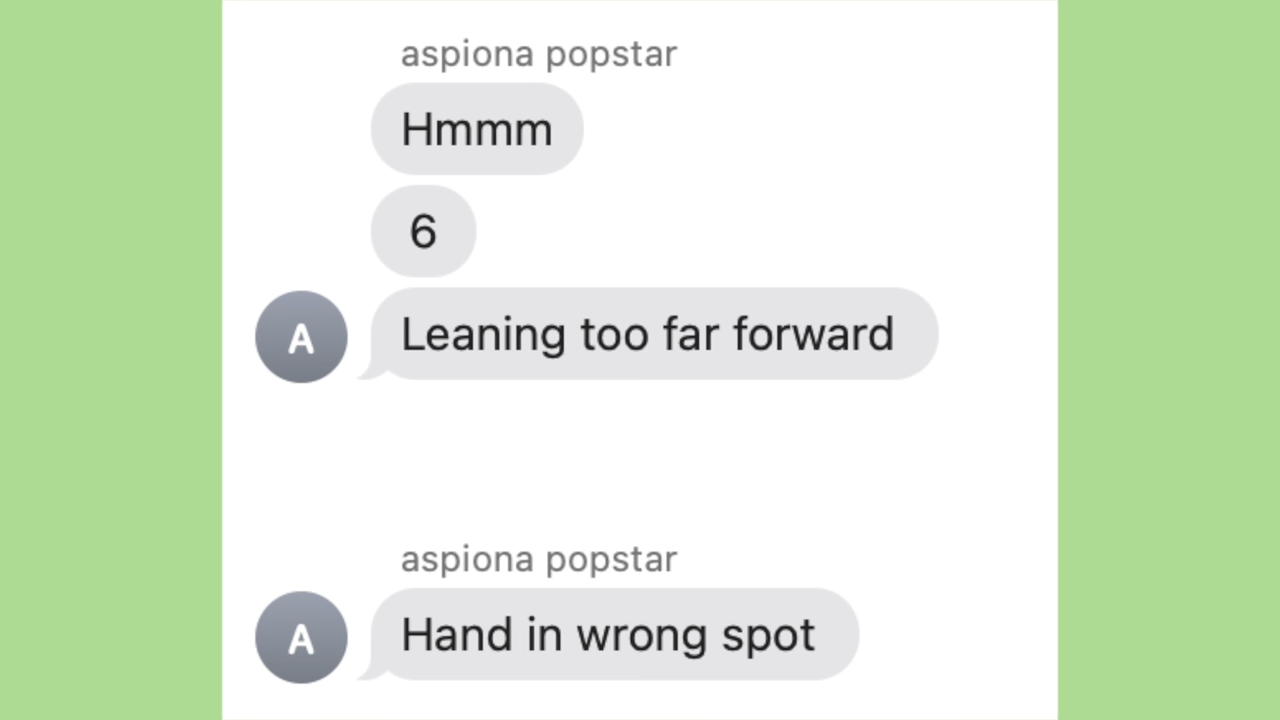 aspiona popstar
Hmmm
6
Leaning too far forward
A
aspiona popstar
Hand in wrong spot
A